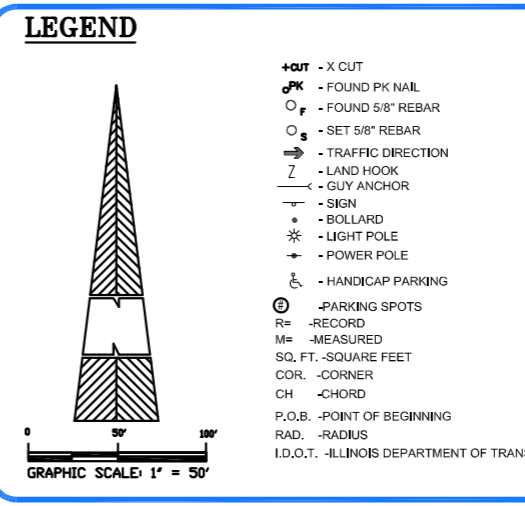 LEGEND
+CUT - X CUT
PK - FOUND PK NAIL
F - FOUND 5/8" REBAR
S - SET 5/8" REBAR
- TRAFFIC DIRECTION
Z - LAND HOOK
- GUY ANCHOR
- SIGN
- BOLLARD
- LIGHT POLE
- POWER POLE
- HANDICAP PARKING
# -PARKING SPOTS
R= -RECORD
M= -MEASURED
SQ. FT. -SQUARE FEET
COR. -CORNER
CH -CHORD
P.O.B. -POINT OF BEGINNING
RAD. -RADIUS
I.D.O.T. -ILLINOIS DEPARTMENT OF TRANS
0 50' 100'
GRAPHIC SCALE: 1" = 50'